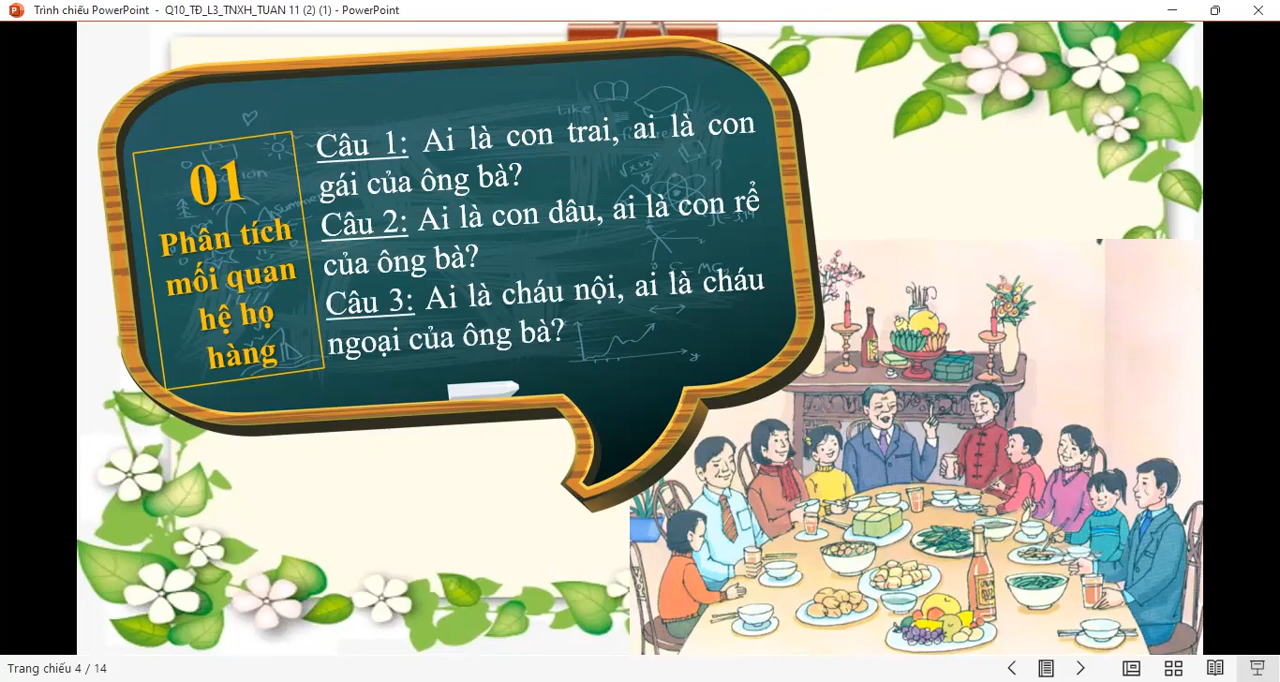 Trình chiếu PowerPoint - Q10_TĐ_L3_TNXH_TUAN 11 (2) (1) - PowerPoint
01
Phân tích
mối quan
hệ họ
hàng
Câu 1: Ai là con trai, ai là con
gái của ông bà?
Câu 2: Ai là con dâu, ai là con rể
của ông bà?
Câu 3: Ai là cháu nội, ai là cháu
ngoại của ông bà?
Like
Trang chiếu 4 / 14